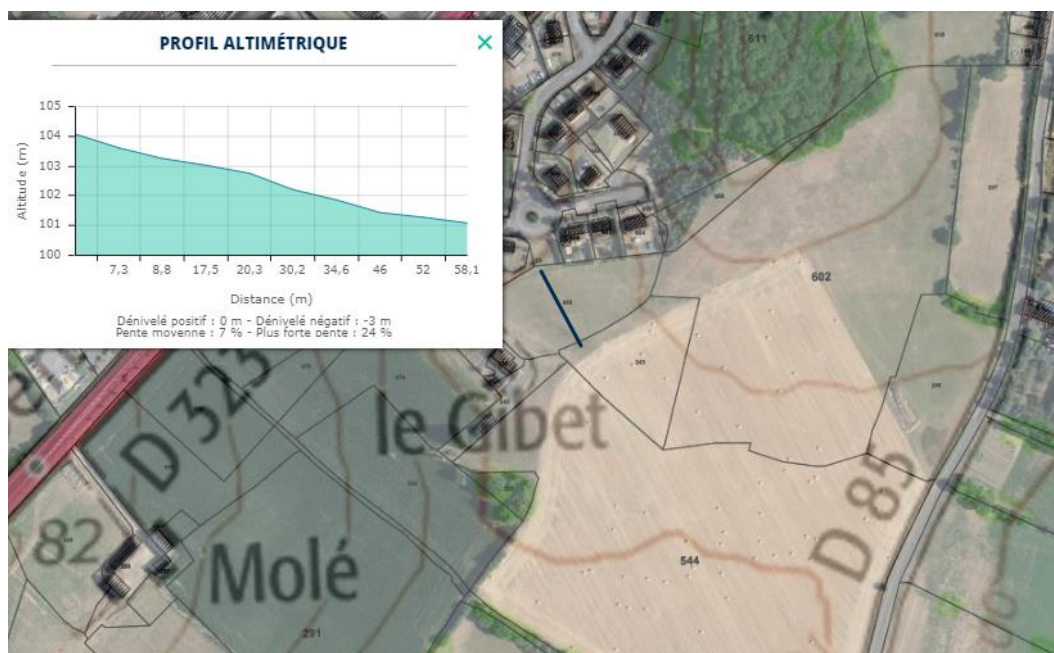 PROFIL ALTIMÉTRIQUE
105
104
103
102
101
100
Altitude (m)
7,3 8,8 17,5 20,3 30,2 34,6 46 52 58,1
Distance (m)
Dénivelé positif : 0 m - Dénivelé négatif : -3 m
Pente moyenne : 7 % - Plus forte pente : 24 %
611
602
D 323
le Gibet
D 85
82
Molé
544
291